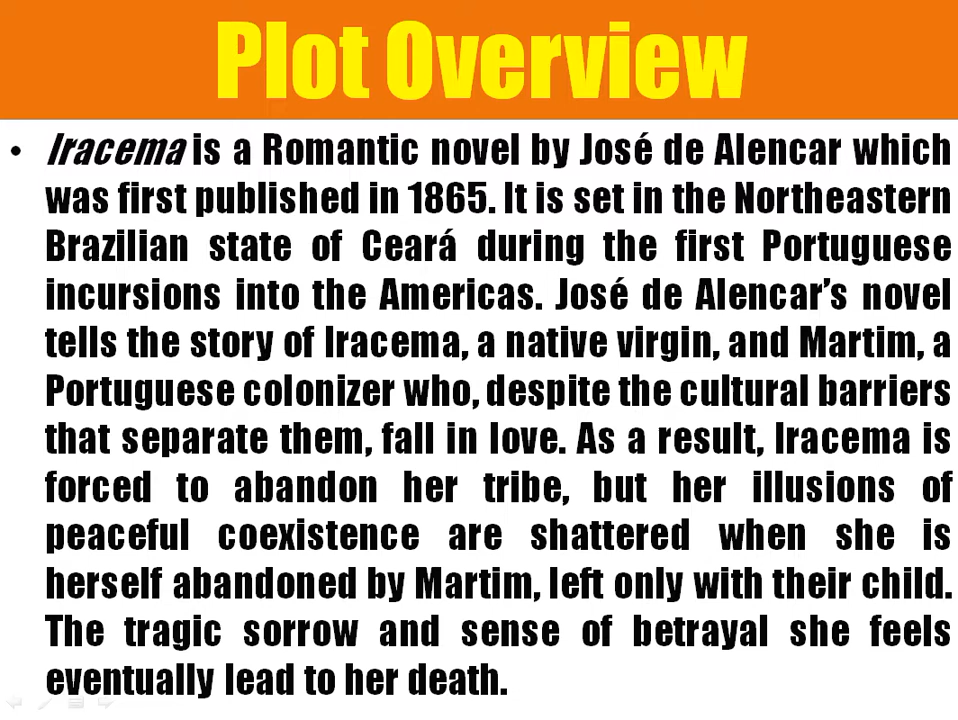 Plot Overview
• Iracema is a Romantic novel by José de Alencar which
was first published in 1865. It is set in the Northeastern
Brazilian state of Ceará during the first Portuguese
incursions into the Americas. José de Alencar’s novel
tells the story of Iracema, a native virgin, and Martim, a
Portuguese colonizer who, despite the cultural barriers
that separate them, fall in love. As a result, Iracema is
forced to abandon her tribe, but her illusions of
peaceful coexistence are shattered when she is
herself abandoned by Martim, left only with their child.
The tragic sorrow and sense of betrayal she feels
eventually lead to her death.